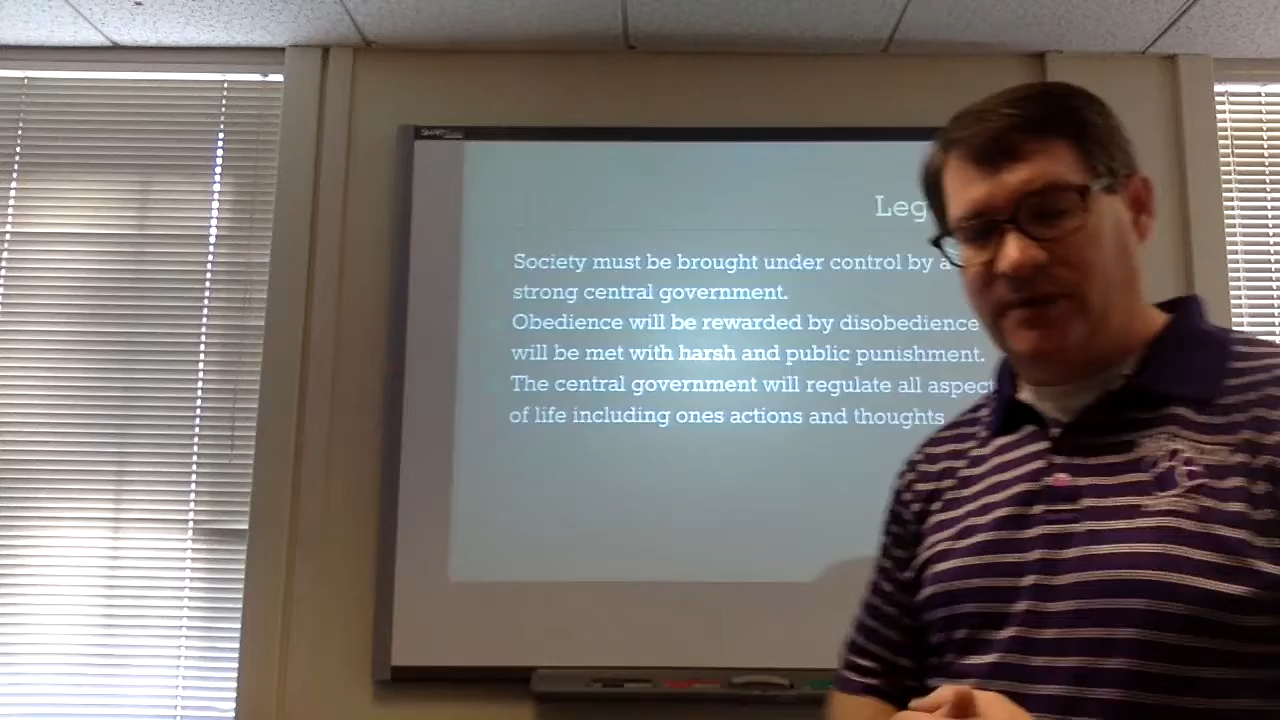 SMART
Leg
Society must be brought under control by a
strong central government.
Obedience will be rewarded by disobedience
will be met with harsh and public punishment.
The central government will regulate all aspect
of life including ones actions and thoughts